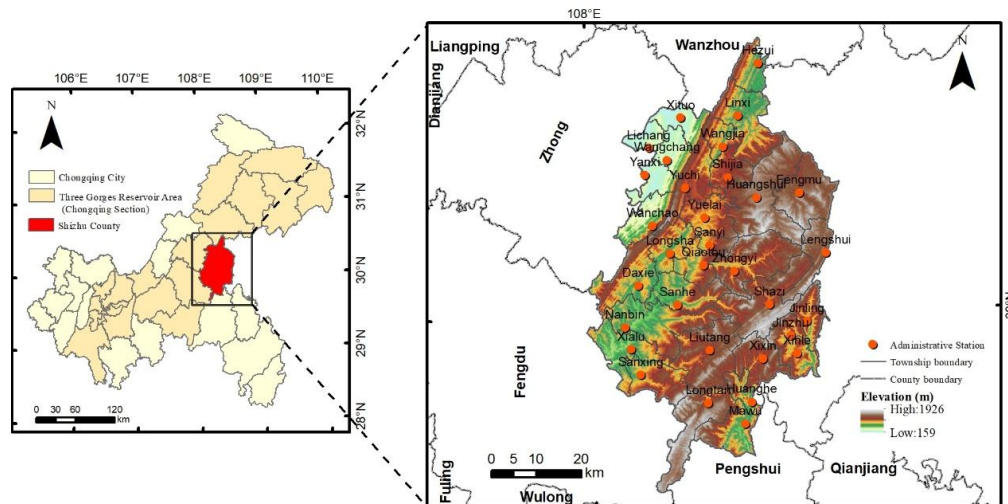 106°E 107°E 108°E 109°E 110°E
N
Chongqing City
Three Gorges Reservoir Area
(Chongqing Section)
Shizhu County
32°N
31°N
30°N
29°N
28°N
0 30 60 120
km
108°E
Liangping
Wanzhou
Dianjiang
Zhong
Fengdu
Fuling
Wulong
Pengshui
Qianjiang
N
Hezui
Linxi
Xituo
Lichang
Wangchang
Wangjia
Yanxi
Shijia
Yuchi
Huangshui
Fengmu
Yuelai
Wanchao
Sanyi
Longsha
Qiaotou
Lengshui
Zhongyi
Daxie
Sanhe
Shazi
Jinling
Nanbin
Jinzhu
Xialu
Liutang
Xixin
Xinle
Sanxing
Longtan
Huanghe
Mawu
Adninistrative Station
Township boundary
County boundary
Elevation (m)
High:1926
Low:159
0 5 10 20
km